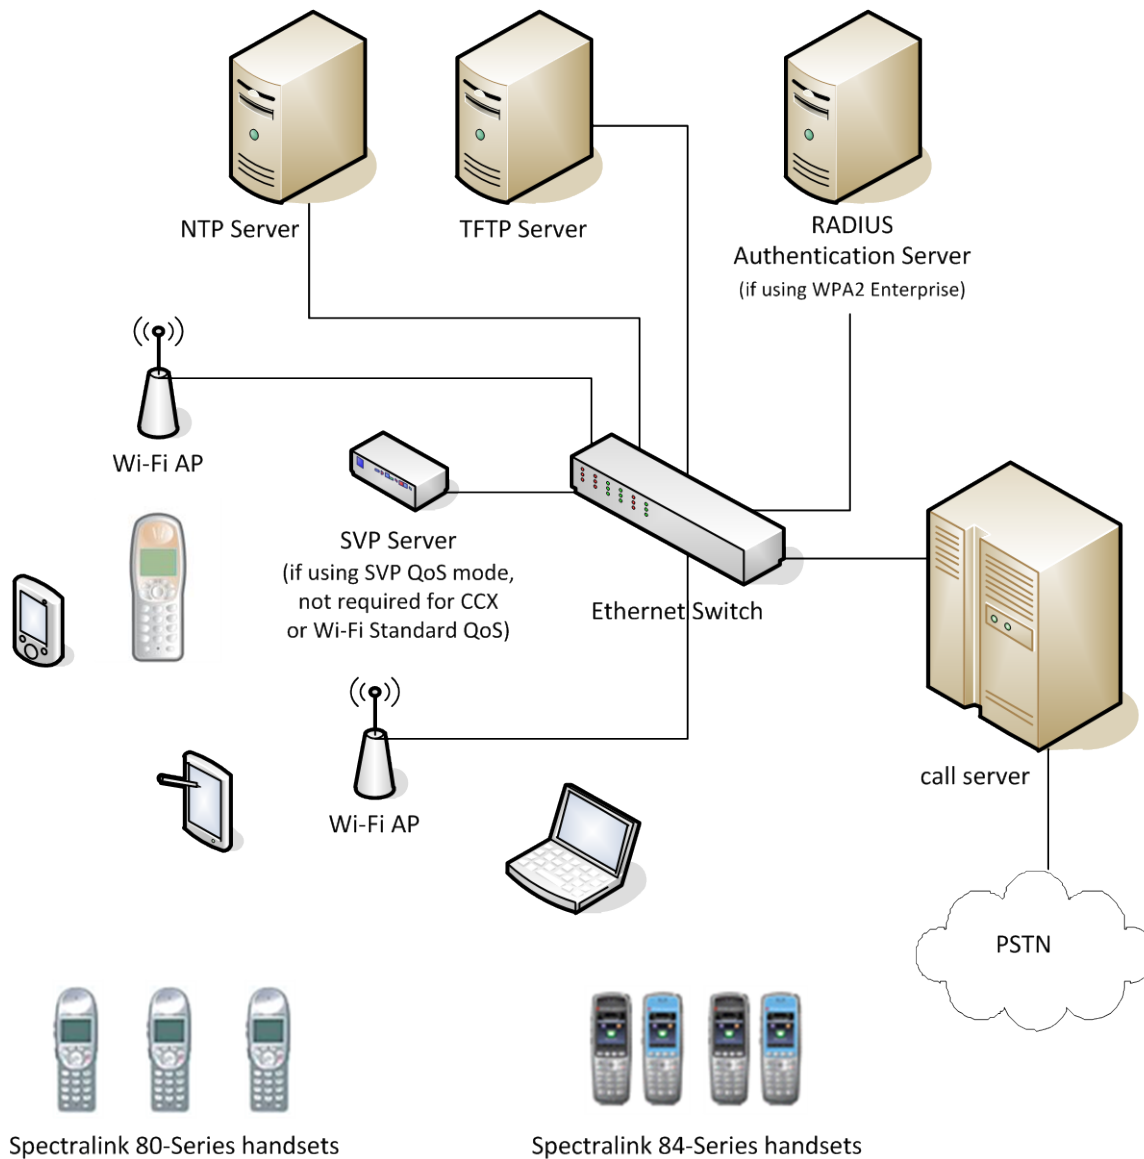 NTP Server
TFTP Server
RADIUS
Authentication Server
(if using WPA2 Enterprise)
Wi-Fi AP
SVP Server
(if using SVP QoS mode,
not required for CCX
or Wi-Fi Standard QoS)
Ethernet Switch
call server
Wi-Fi AP
PSTN
Spectralink 80-Series handsets
Spectralink 84-Series handsets